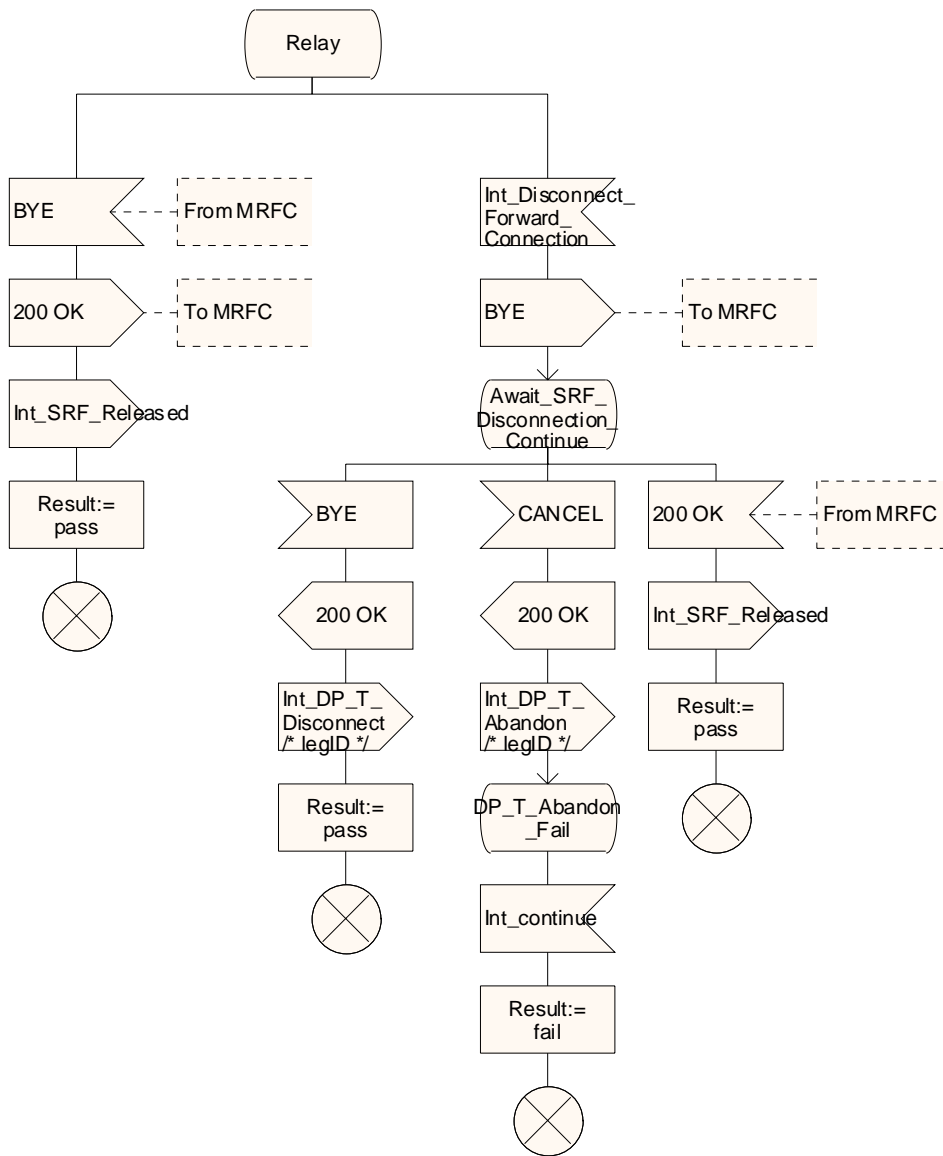 Relay
BYE
From MRFC
Int_Disconnect_
Forward_
Connection
200 OK
To MRFC
BYE
To MRFC
Int_SRF_Released
Await_SRF_
Disconnection_
Continue
Result:=
pass
BYE
CANCEL
200 OK
From MRFC
200 OK
200 OK
Int_SRF_Released
Int_DP_T_
Disconnect
/* legID */
Int_DP_T_
Abandon
/* legID */
Result:=
pass
Result:=
pass
DP_T_Abandon
_Fail
Int_continue
Result:=
fail